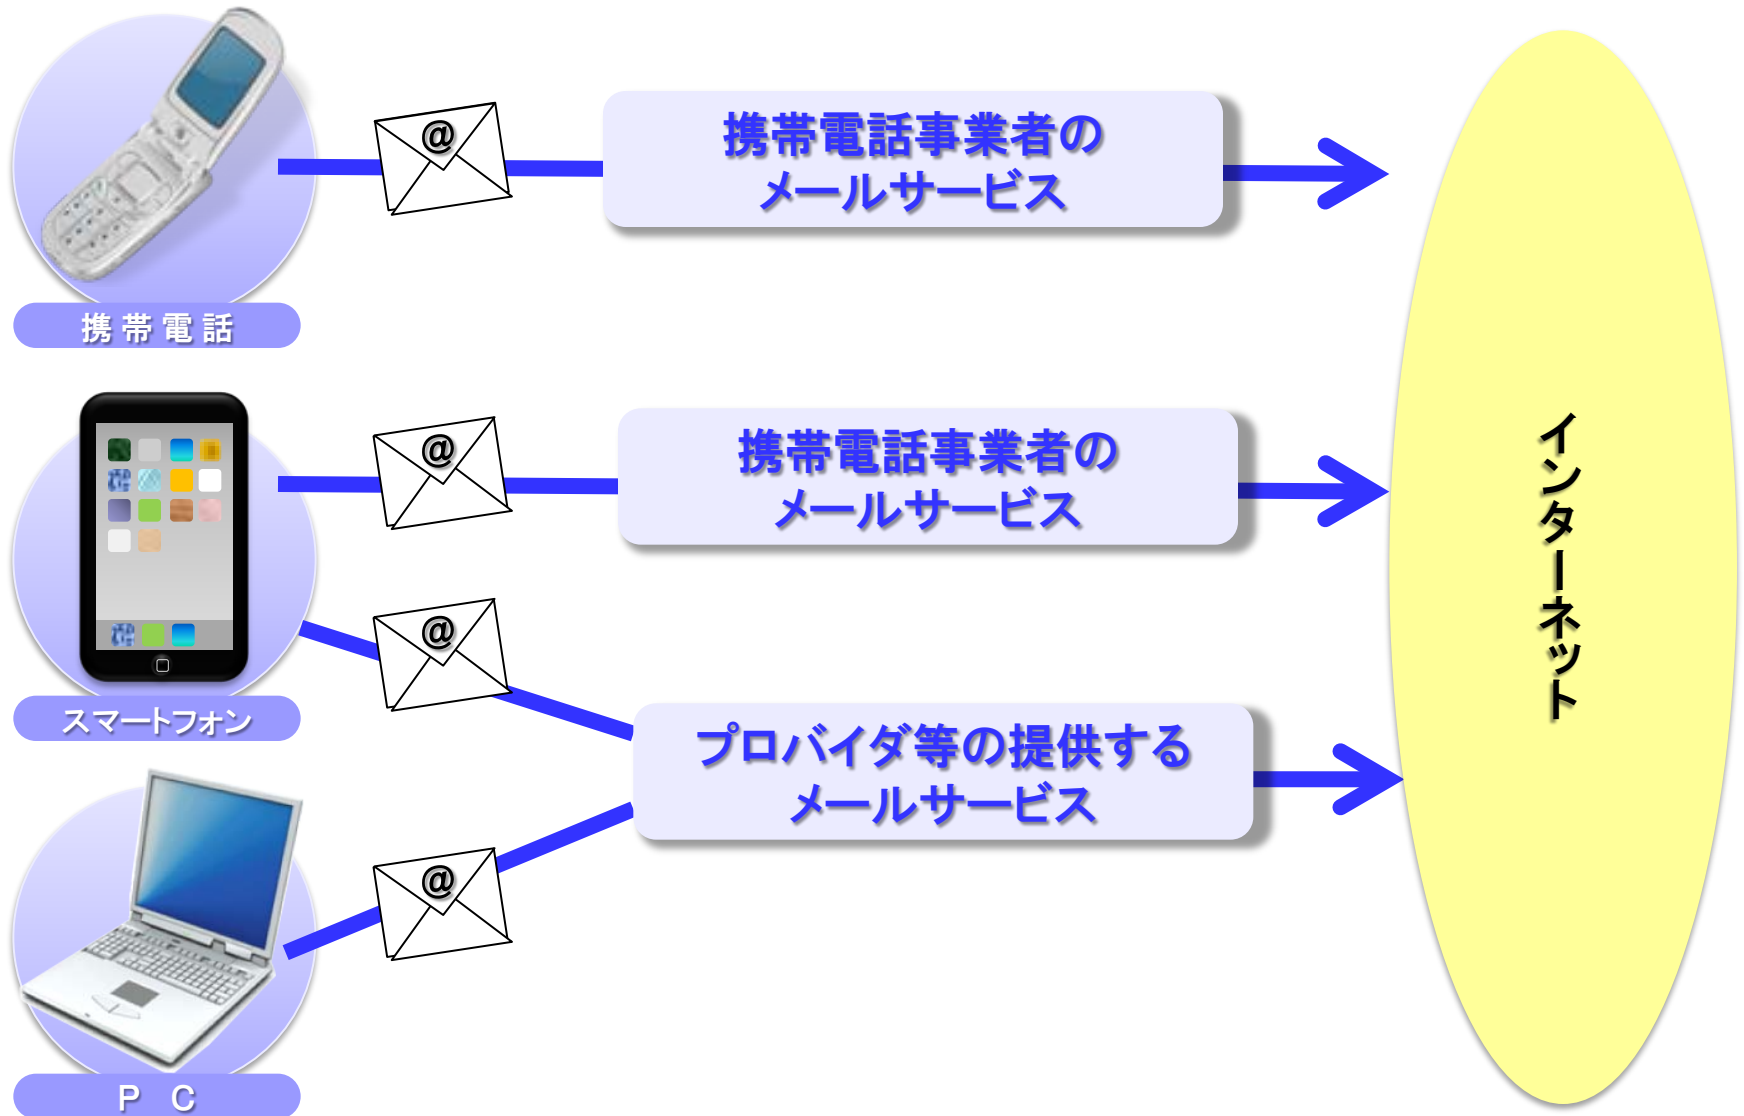 @
携帯電話事業者の
メールサービス
携帯電話
@
携帯電話事業者の
メールサービス
@
スマートフォン
プロバイダ等の提供する
メールサービス
@
P C
インターネット